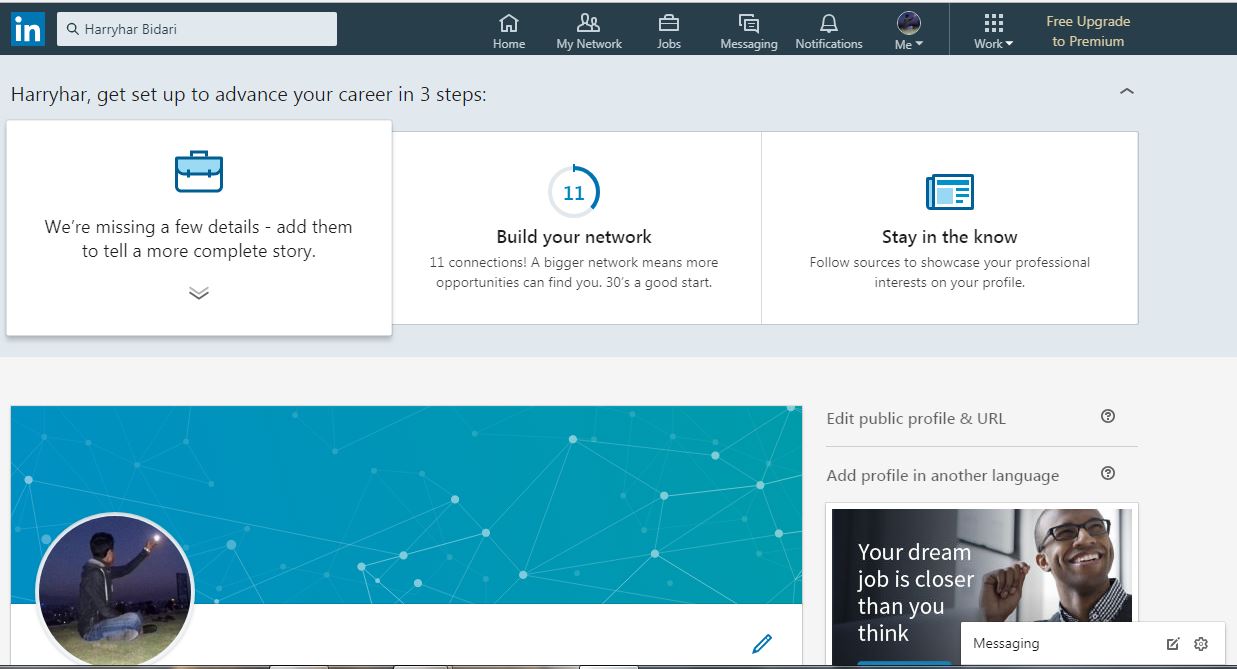 in
Harryhar Bidari
Home
My Network
Jobs
Messaging
Notifications
Me
Work
Free Upgrade
to Premium
Harryhar, get set up to advance your career in 3 steps:
We're missing a few details - add them
to tell a more complete story.
11
Build your network
11 connections! A bigger network means more
opportunities can find you. 30's a good start.
Stay in the know
Follow sources to showcase your professional
interests on your profile.
Edit public profile & URL
?
Add profile in another language
?
Your dream
job is closer
than you
think
Messaging